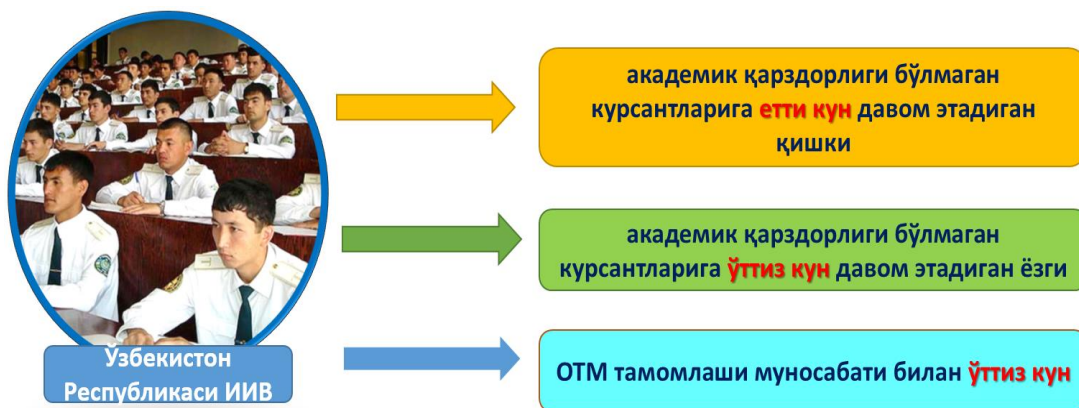 академик қарздорлиги бўлмаган
курсантларига етти кун давом этадиган
қишки
академик қарздорлиги бўлмаган
курсантларига ўттиз кун давом этадиган ёзги
Ўзбекистон
Республикаси ИИВ
ОТМ тамомлаши муносабати билан ўттиз кун